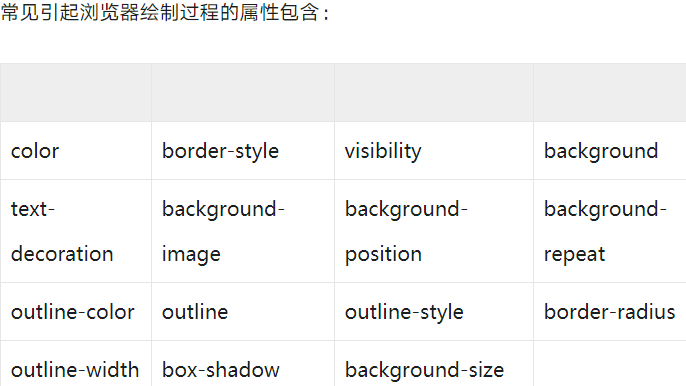 常见引起浏览器绘制过程的属性包含：
color border-style visibility background
text-decoration background-image background-position background-repeat
outline-color outline outline-style border-radius
outline-width box-shadow background-size